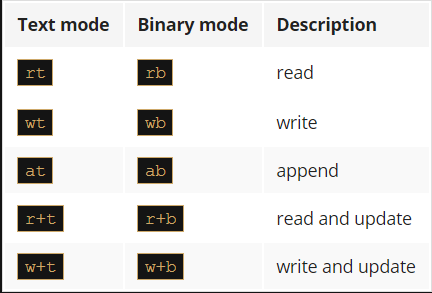 Text mode Binary mode Description
rt rb read
wt wb write
at ab append
r+t r+b read and update
w+t w+b write and update